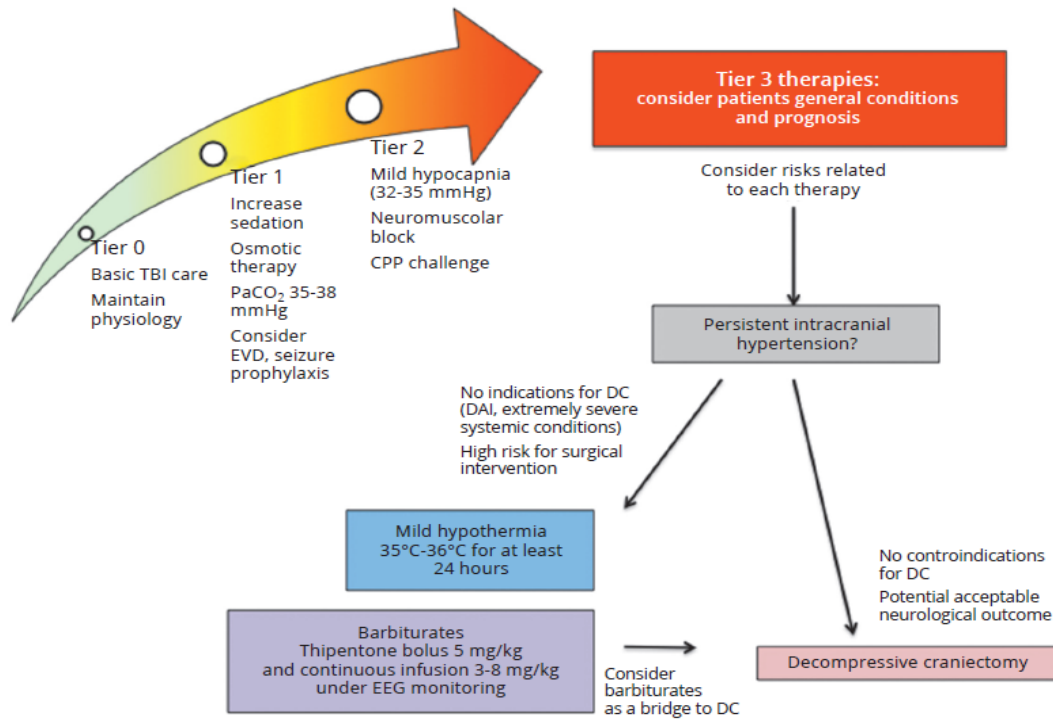 Tier 0
Basic TBI care
Maintain
physiology
Tier 1
Increase
sedation
Osmotic
therapy
PaCO₂ 35-38
mmHg
Consider
EVD, seizure
prophylaxis
Tier 2
Mild hypocapnia
(32-35 mmHg)
Neuromuscolar
block
CPP challenge
Tier 3 therapies:
consider patients general conditions
and prognosis
Consider risks related
to each therapy
Persistent intracranial
hypertension?
No indications for DC
(DAI, extremely severe
systemic conditions)
High risk for surgical
intervention
Mild hypothermia
35°C-36°C for at least
24 hours
Barbiturates
Thipentone bolus 5 mg/kg
and continuous infusion 3-8 mg/kg
under EEG monitoring
Consider
barbiturates
as a bridge to DC
No controindications
for DC
Potential acceptable
neurological outcome
Decompressive craniectomy